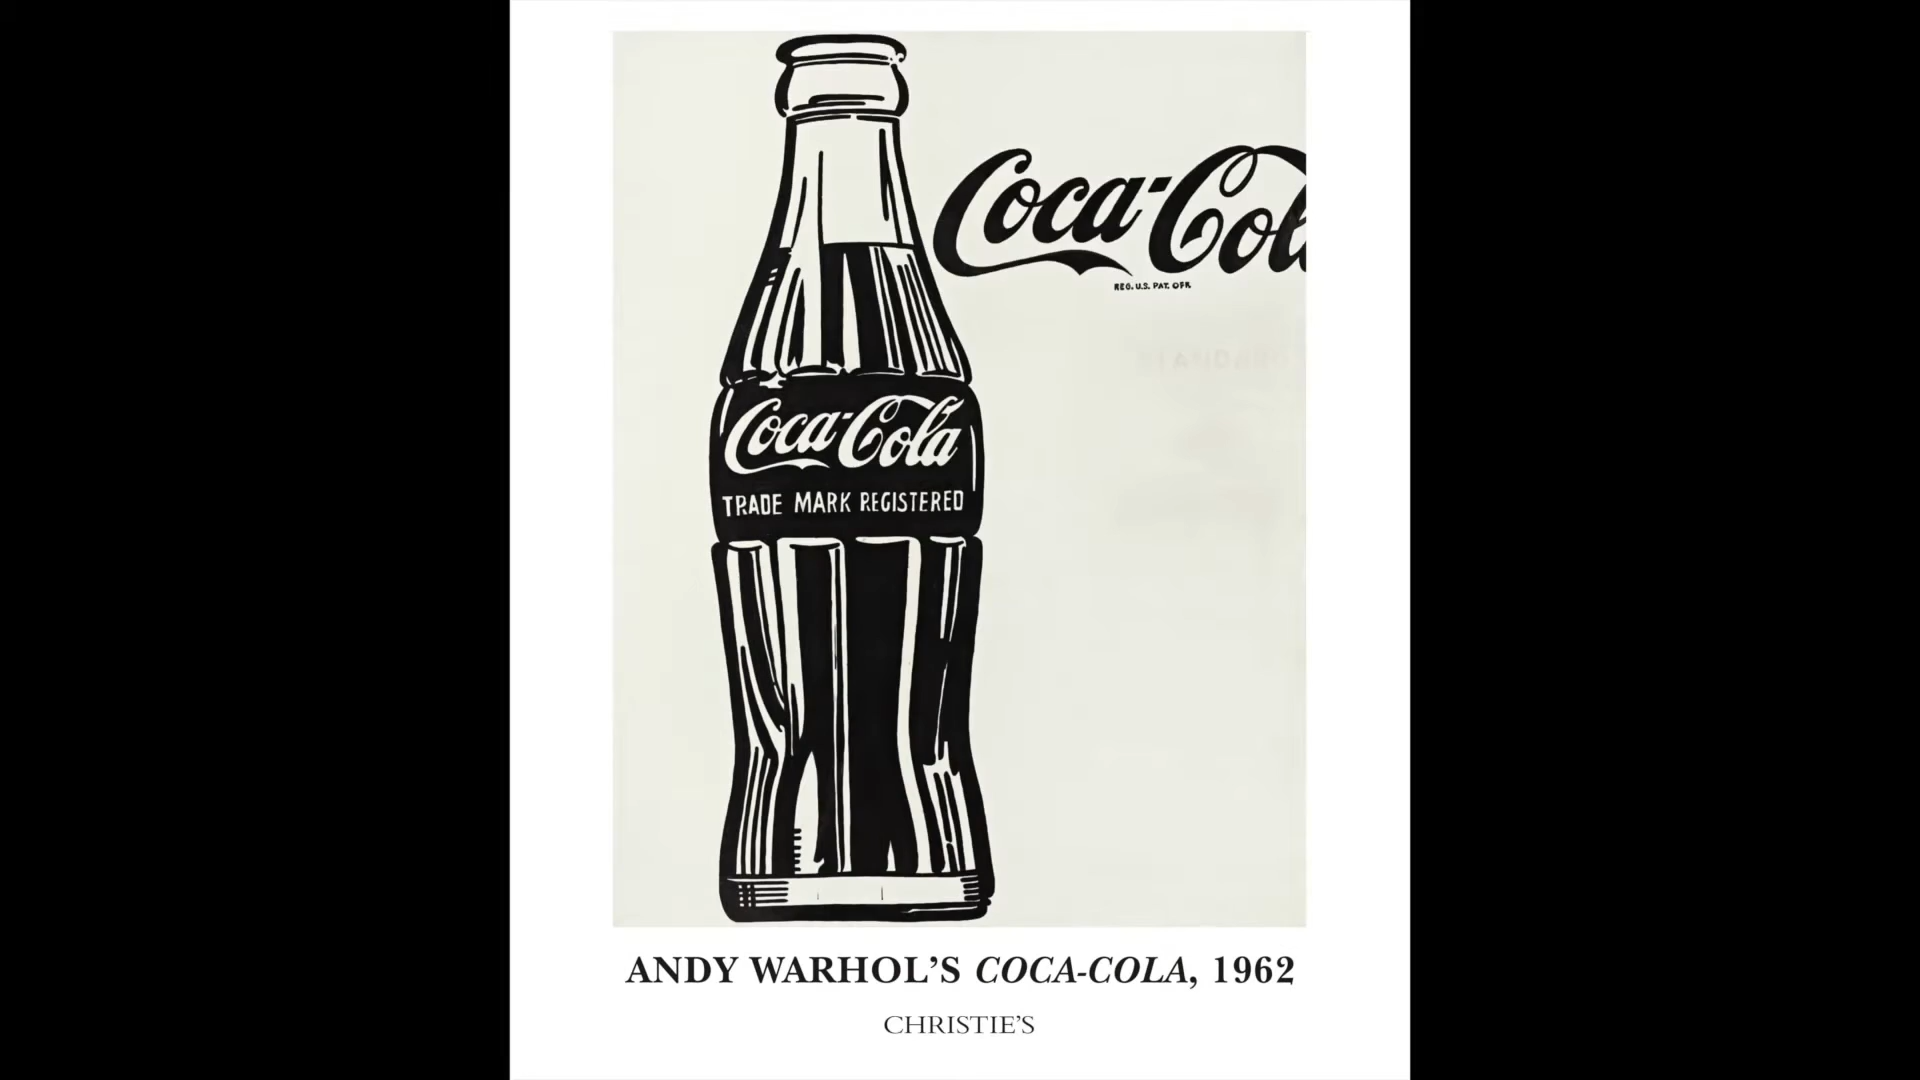 Coca-Col
REG. U.S. PAT. OFF.
Coca-Cola
TRADE MARK REGISTERED
ANDY WARHOL’S COCA-COLA, 1962
CHRISTIE’S